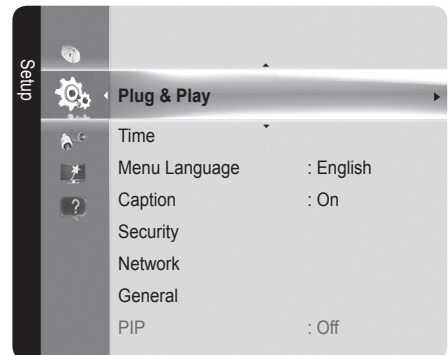 Setup
Plug & Play
Time
Menu Language : English
Caption : On
Security
Network
General
PIP : Off